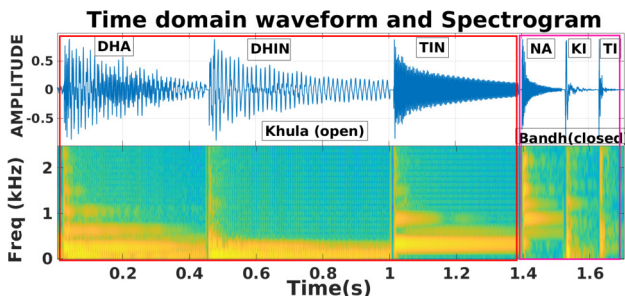 Time domain waveform and Spectrogram
DHA
DHIN
TIN
NA
KI
TI
AMPLITUDE
0.5
0
-0.5
Khula (open)
Bandh(closed)
Freq (kHz)
2
1
0
0.2
0.4
0.6
0.8
1
1.2
1.4
1.6
Time(s)